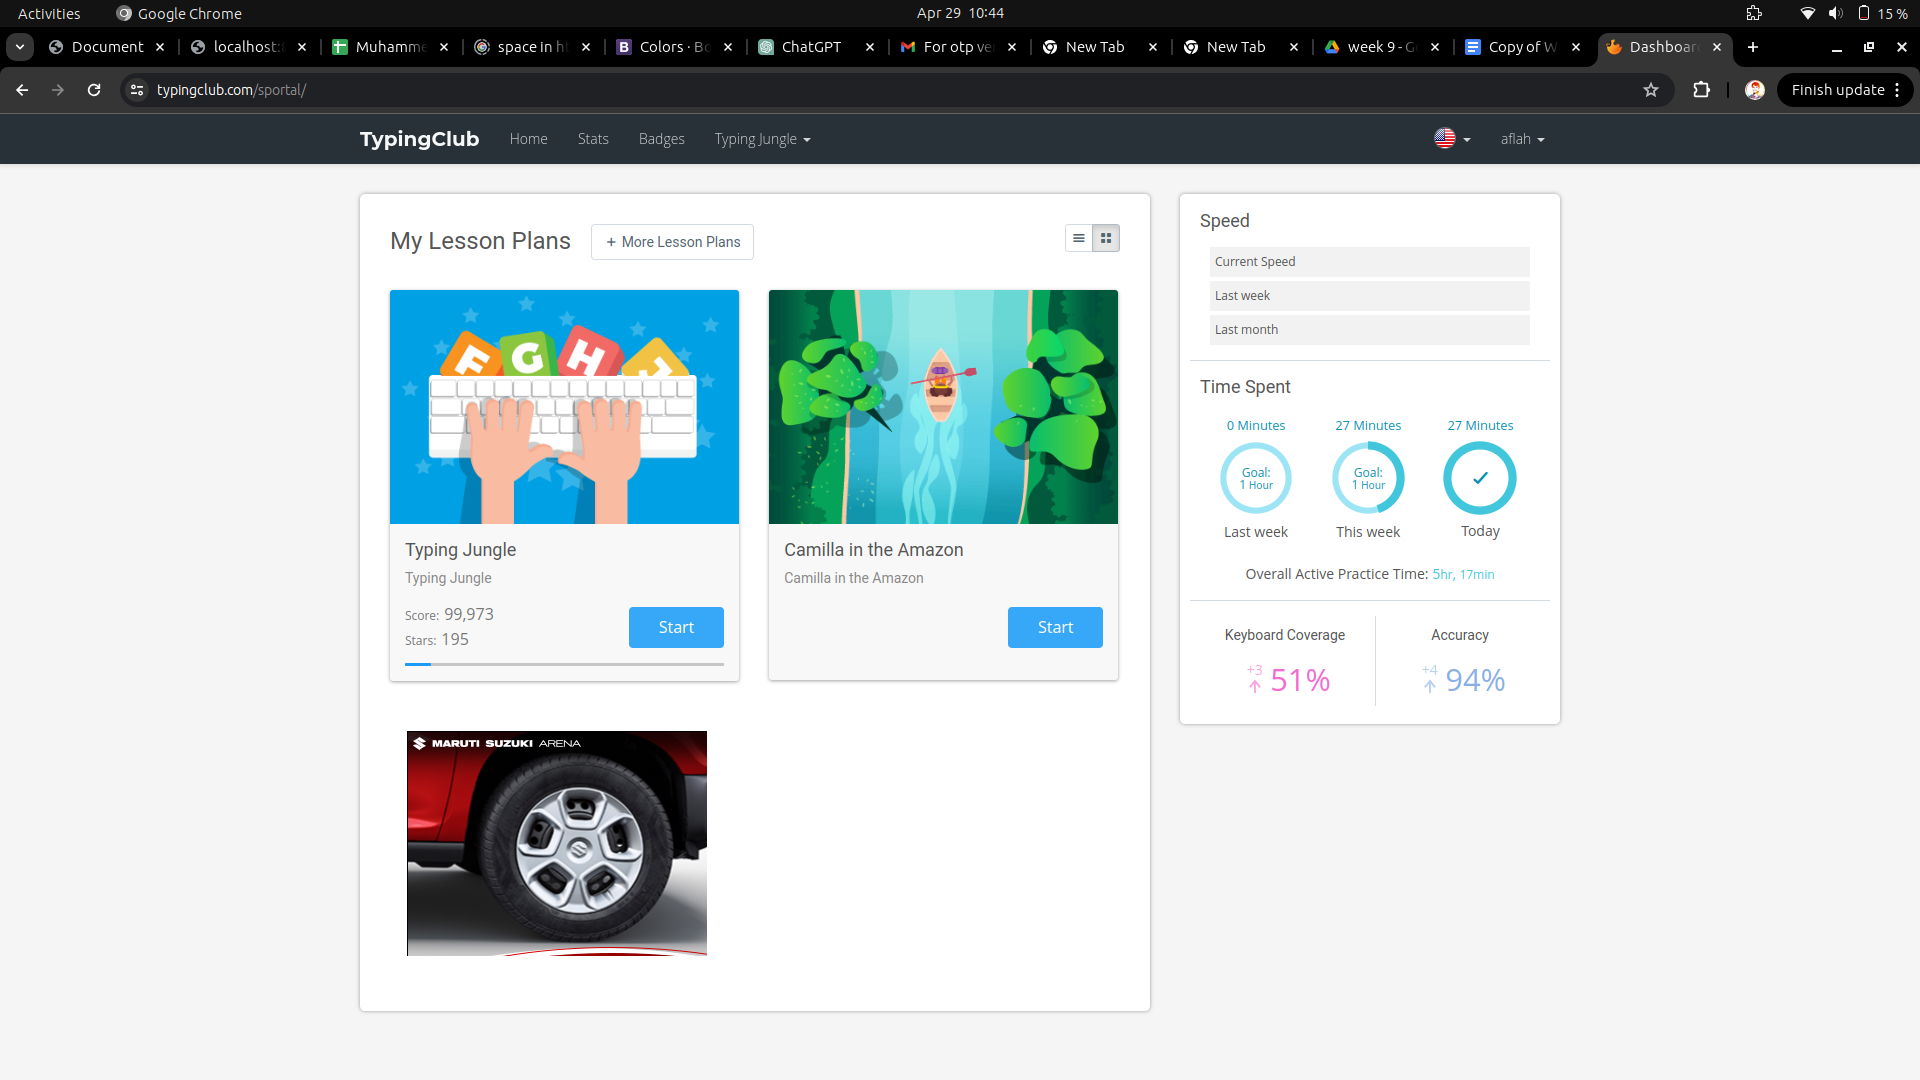 Activities
Google Chrome
Apr 29 10:44
15 %
Document
localhost:
Muhamme
space in h
Colors · Bo
ChatGPT
For otp ve
New Tab
New Tab
week 9 - G
Copy of W
Dashboar
typingclub.com/sportal/
Finish update
TypingClub
Home
Stats
Badges
Typing Jungle
aflah
My Lesson Plans
+ More Lesson Plans
F G H J
Typing Jungle
Typing Jungle
Score: 99,973
Stars: 195
Start
Camilla in the Amazon
Camilla in the Amazon
Start
MARUTI SUZUKI ARENA
Speed
Current Speed
Last week
Last month
Time Spent
0 Minutes
Goal:
1 Hour
Last week
27 Minutes
Goal:
1 Hour
This week
27 Minutes
Today
Overall Active Practice Time: 5hr, 17min
Keyboard Coverage
+3 51%
Accuracy
+4 94%